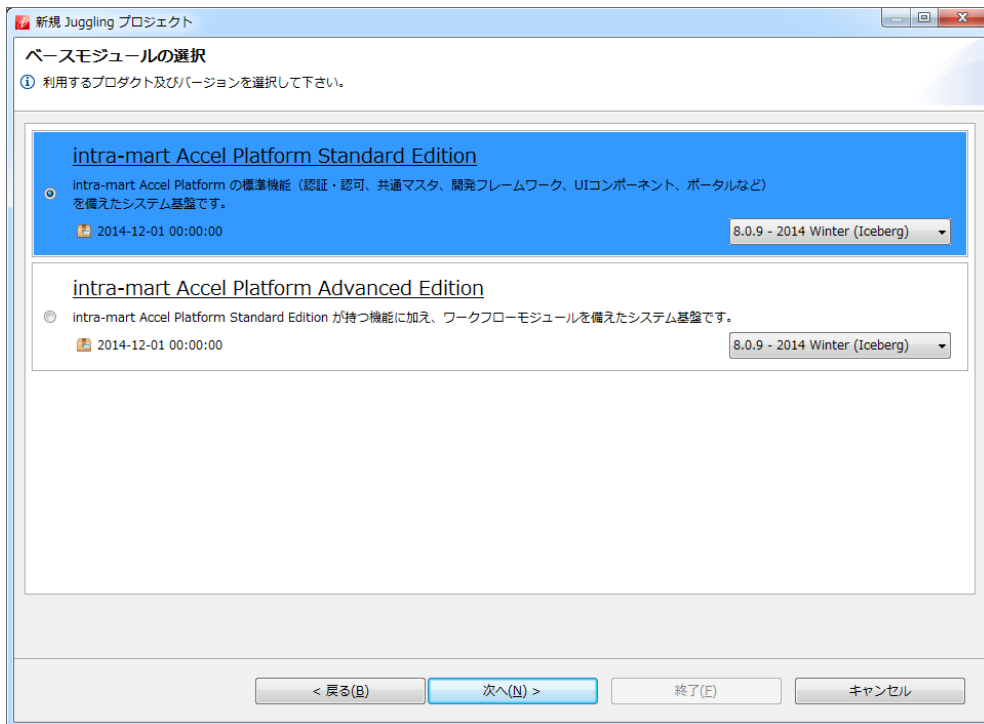 新規 Juggling プロジェクト
ベースモジュールの選択
利用するプロダクト及びバージョンを選択して下さい。
intra-mart Accel Platform Standard Edition
intra-mart Accel Platform の標準機能（認証・認可、共通マスタ、開発フレームワーク、UIコンポーネント、ポータルなど）
を備えたシステム基盤です。
2014-12-01 00:00:00
8.0.9 - 2014 Winter (Iceberg)
intra-mart Accel Platform Advanced Edition
intra-mart Accel Platform Standard Edition が持つ機能に加え、ワークフローモジュールを備えたシステム基盤です。
2014-12-01 00:00:00
8.0.9 - 2014 Winter (Iceberg)
< 戻る(B)
次へ(N) >
終了(F)
キャンセル